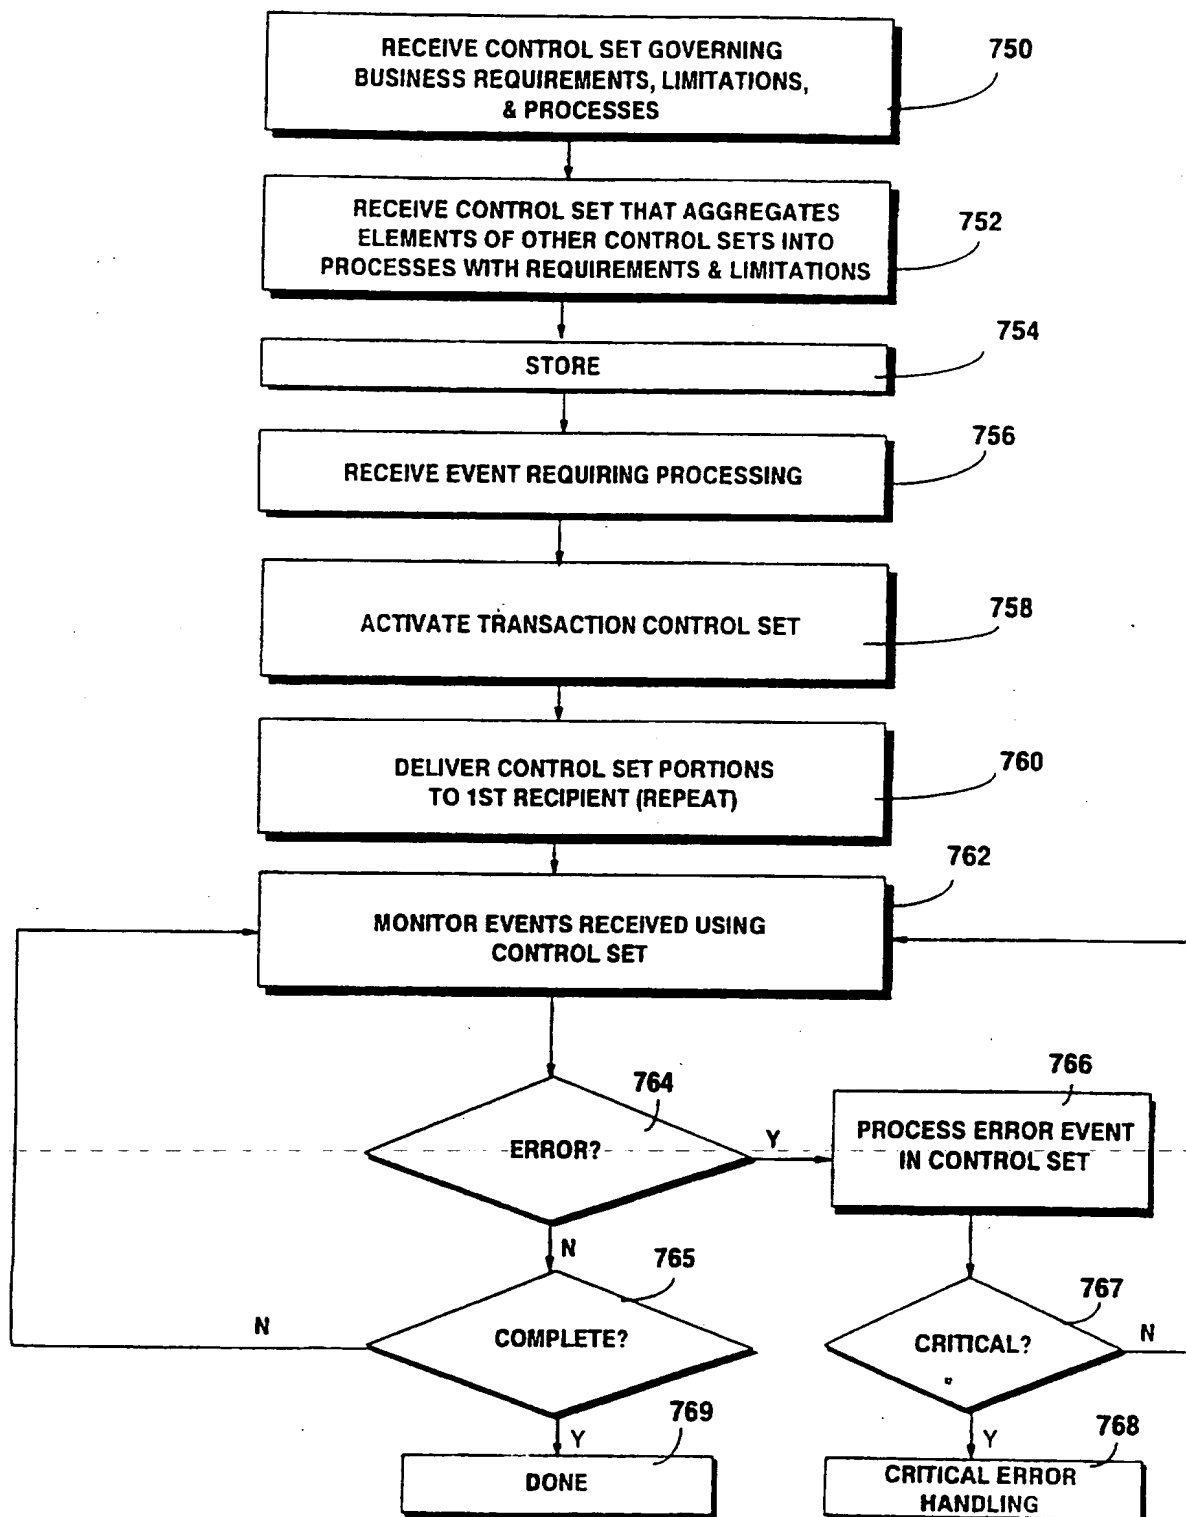 RECEIVE CONTROL SET GOVERNING
BUSINESS REQUIREMENTS, LIMITATIONS,
& PROCESSES
750
RECEIVE CONTROL SET THAT AGGREGATES
ELEMENTS OF OTHER CONTROL SETS INTO
PROCESSES WITH REQUIREMENTS & LIMITATIONS
752
STORE
754
RECEIVE EVENT REQUIRING PROCESSING
756
ACTIVATE TRANSACTION CONTROL SET
758
DELIVER CONTROL SET PORTIONS
TO 1ST RECIPIENT (REPEAT)
760
MONITOR EVENTS RECEIVED USING
CONTROL SET
762
ERROR?
764
Y
PROCESS ERROR EVENT
IN CONTROL SET
766
N
COMPLETE?
765
N
CRITICAL?
767
N
Y
DONE
769
Y
CRITICAL ERROR
HANDLING
768